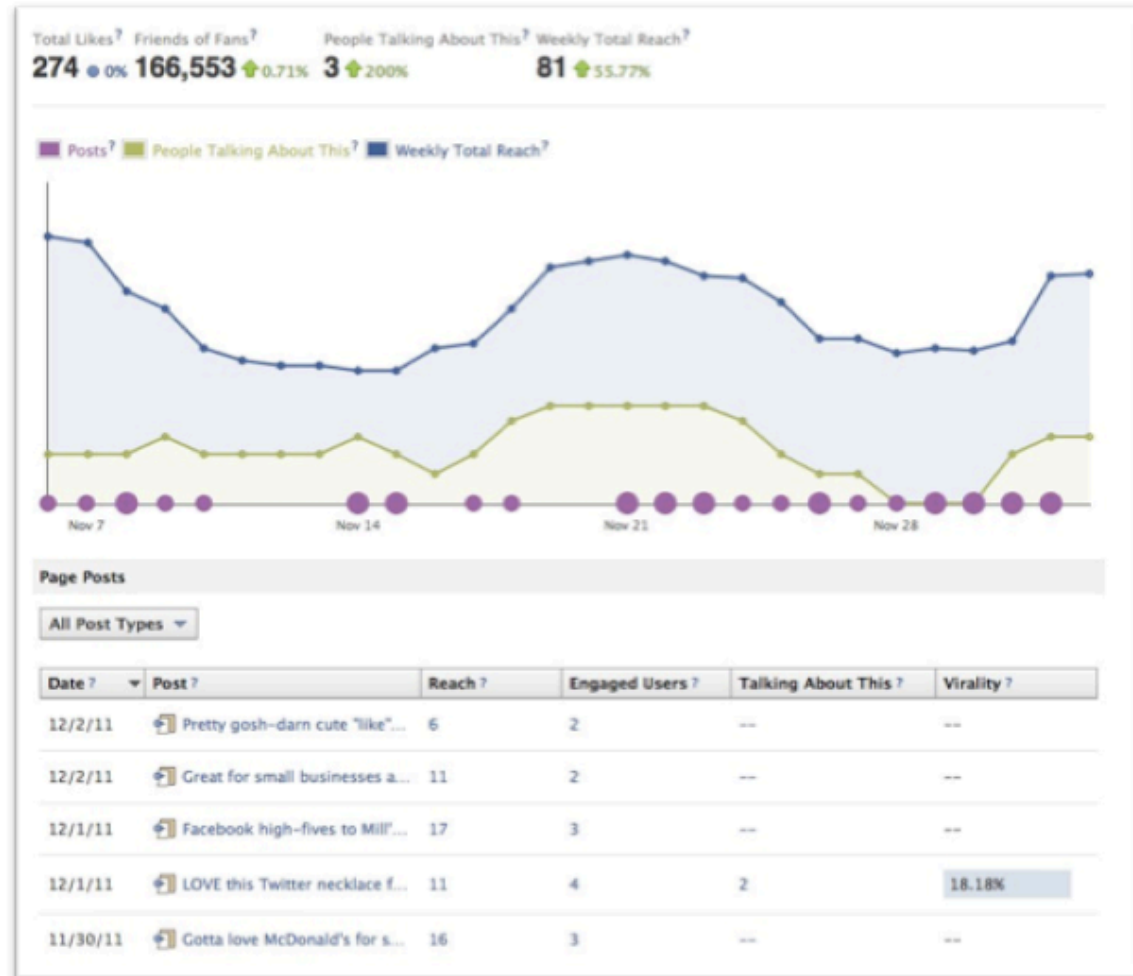 Total Likes? Friends of Fans? People Talking About This? Weekly Total Reach?
274 0% 166,553 0.71% 3 200% 81 55.77%
Posts? People Talking About This? Weekly Total Reach?
Nov 7 Nov 14 Nov 21 Nov 28
Page Posts
All Post Types
Date ? Post ? Reach ? Engaged Users ? Talking About This ? Virality ?
12/2/11 Pretty gosh-darn cute "like"... 6 2 -- --
12/2/11 Great for small businesses a... 11 2 -- --
12/1/11 Facebook high-fives to Mill'... 17 3 -- --
12/1/11 LOVE this Twitter necklace f... 11 4 2 18.18%
11/30/11 Gotta love McDonald's for s... 16 3 -- --